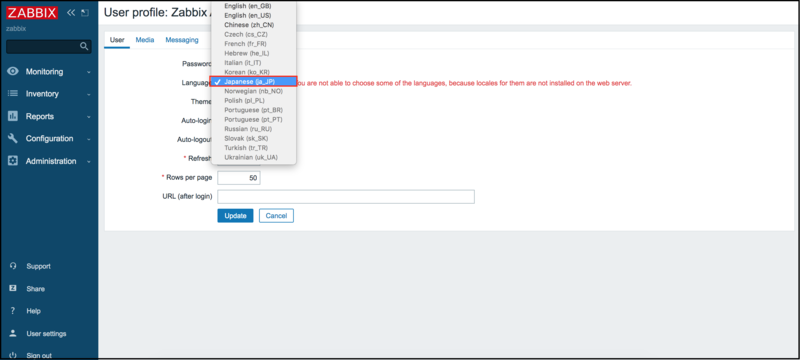 ZABBIX
zabbix
Monitoring
Inventory
Reports
Configuration
Administration
Support
Share
Help
User settings
Sign out
User profile: Zabbix
User Media Messaging
Password
Language
You are not able to choose some of the languages, because locales for them are not installed on the web server.
Theme
Auto-login
Auto-logout
* Refresh
* Rows per page 50
URL (after login)
Update Cancel
English (en_GB)
English (en_US)
Chinese (zh_CN)
Czech (cs_CZ)
French (fr_FR)
Hebrew (he_IL)
Italian (it_IT)
Korean (ko_KR)
✓ Japanese (ja_JP)
Norwegian (nb_NO)
Polish (pl_PL)
Portuguese (pt_BR)
Portuguese (pt_PT)
Russian (ru_RU)
Slovak (sk_SK)
Turkish (tr_TR)
Ukrainian (uk_UA)